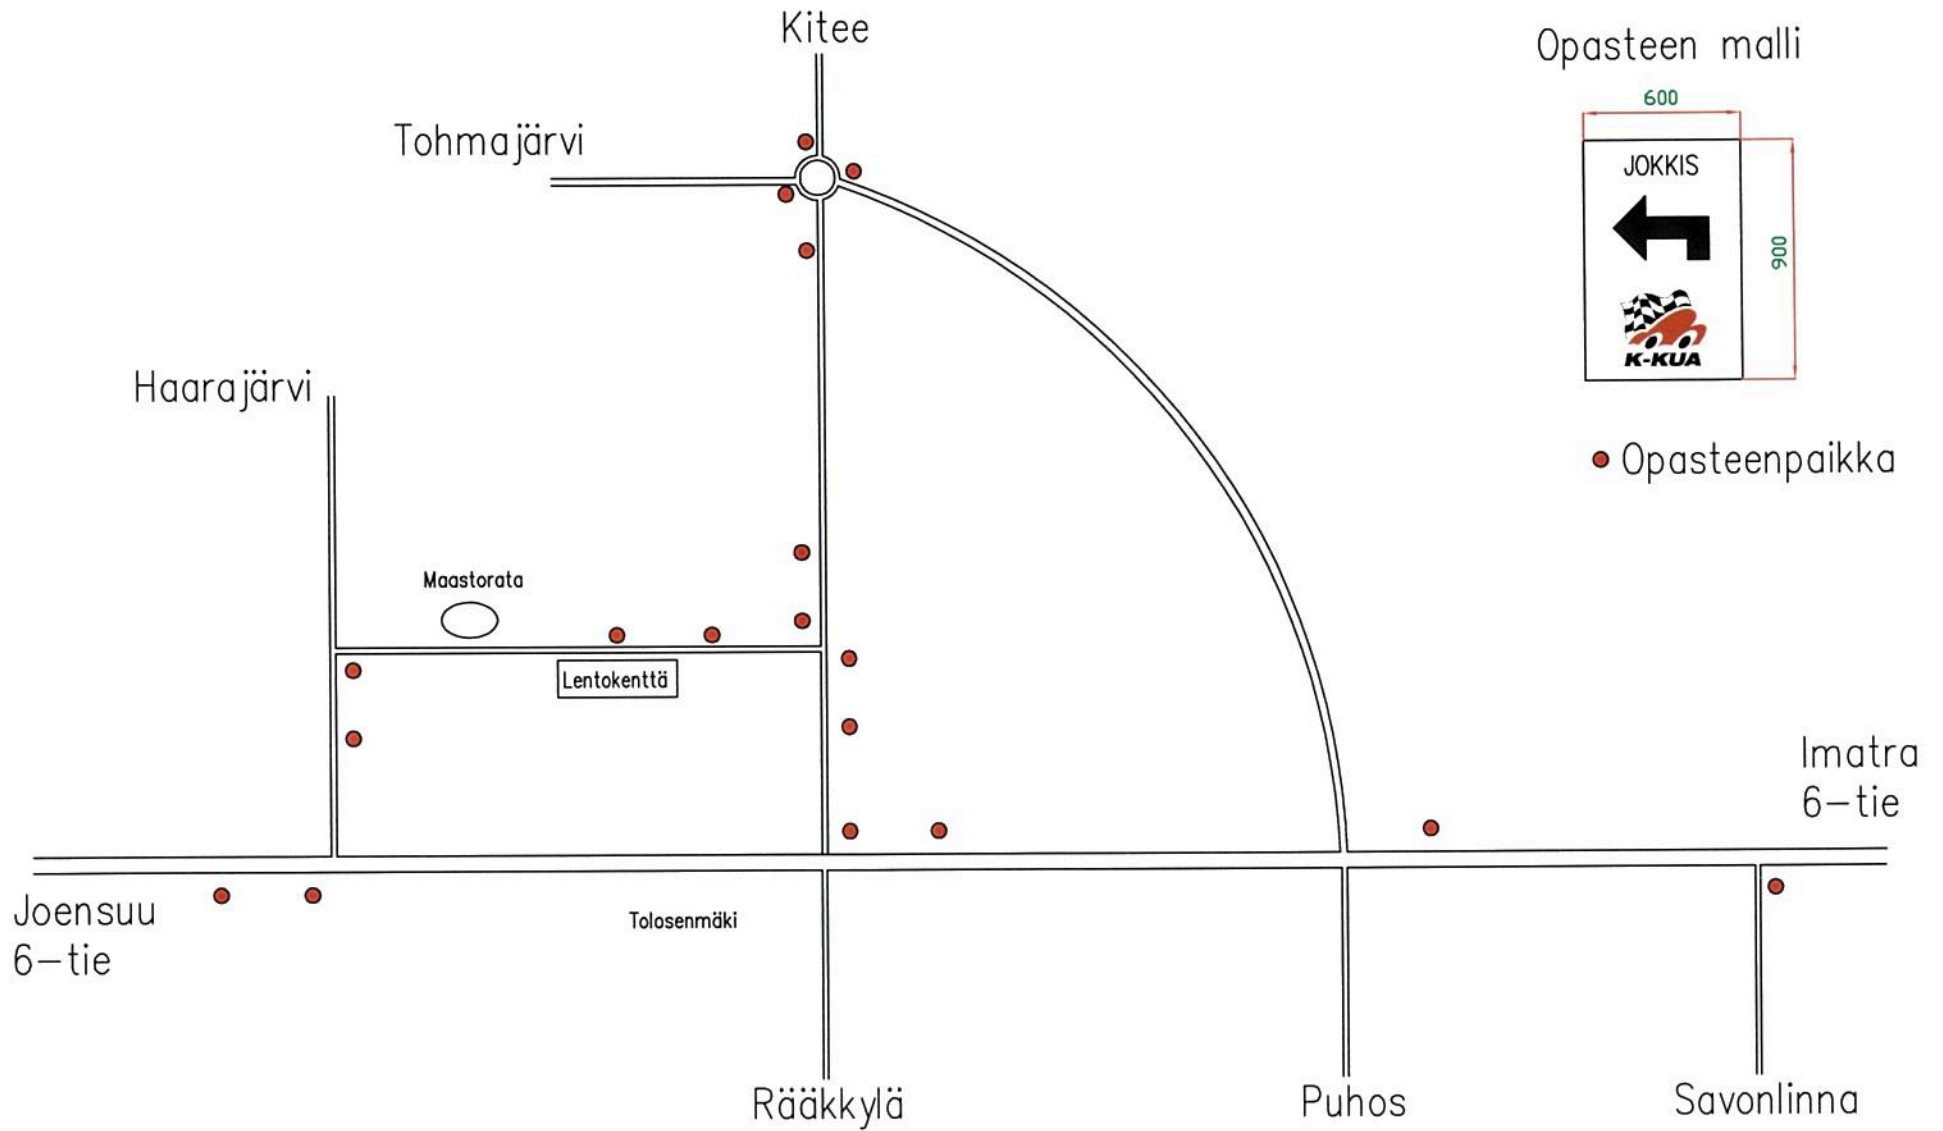 Kitee
Opasteen malli
600
Tohmajärvi
JOKKIS
900
K-KUA
Haarajärvi
Opasteenpaikka
Maastorata
Lentokenttä
Imatra
6-tie
Joensuu
6-tie
Tolosenmäki
Rääkkylä
Puhos
Savonlinna